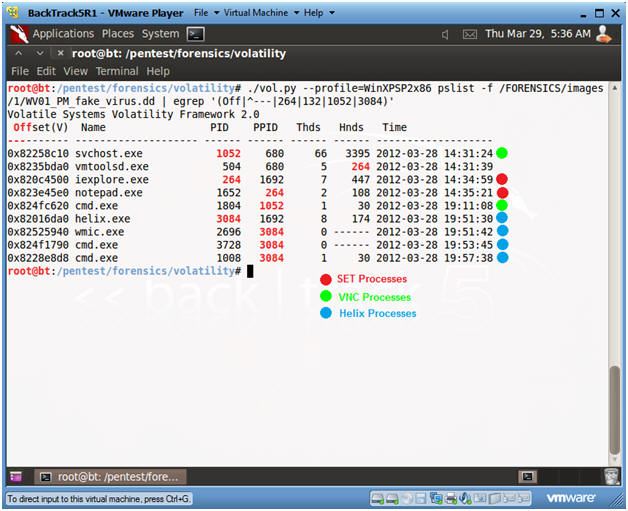 BackTrack5R1 - VMware Player File Virtual Machine Help
Applications Places System Thu Mar 29, 5:36 AM
root@bt: /pentest/forensics/volatility
File Edit View Terminal Help
root@bt:/pentest/forensics/volatility# ./vol.py --profile=WinXPSP2x86 pslist -f /FORENSICS/images
/1/WV01_PM_fake_virus.dd | egrep '(Off|^---|264|132|1052|3084)'
Volatile Systems Volatility Framework 2.0
Offset(V) Name PID PPID Thds Hnds Time
---------- -------------------- ------ ------ ------ ------ -------------------
0x82258c10 svchost.exe 1052 680 66 3395 2012-03-28 14:31:24
0x8235bda0 vmtoolsd.exe 504 680 5 264 2012-03-28 14:31:39
0x820c4500 iexplore.exe 264 1692 7 447 2012-03-28 14:34:59
0x823e45e0 notepad.exe 1652 264 2 108 2012-03-28 14:35:21
0x824fc620 cmd.exe 1804 1052 1 30 2012-03-28 19:11:08
0x82016da0 helix.exe 3084 1692 8 174 2012-03-28 19:51:30
0x82525940 wmic.exe 2696 3084 0 ------ 2012-03-28 19:51:42
0x824f1790 cmd.exe 3728 3084 0 ------ 2012-03-28 19:53:45
0x8228e8d8 cmd.exe 1008 3084 1 30 2012-03-28 19:57:38
root@bt:/pentest/forensics/volatility#
SET Processes
VNC Processes
Helix Processes
<< back | track 5
root@bt: /pentest/fore...
To direct input to this virtual machine, press Ctrl+G.
vmware